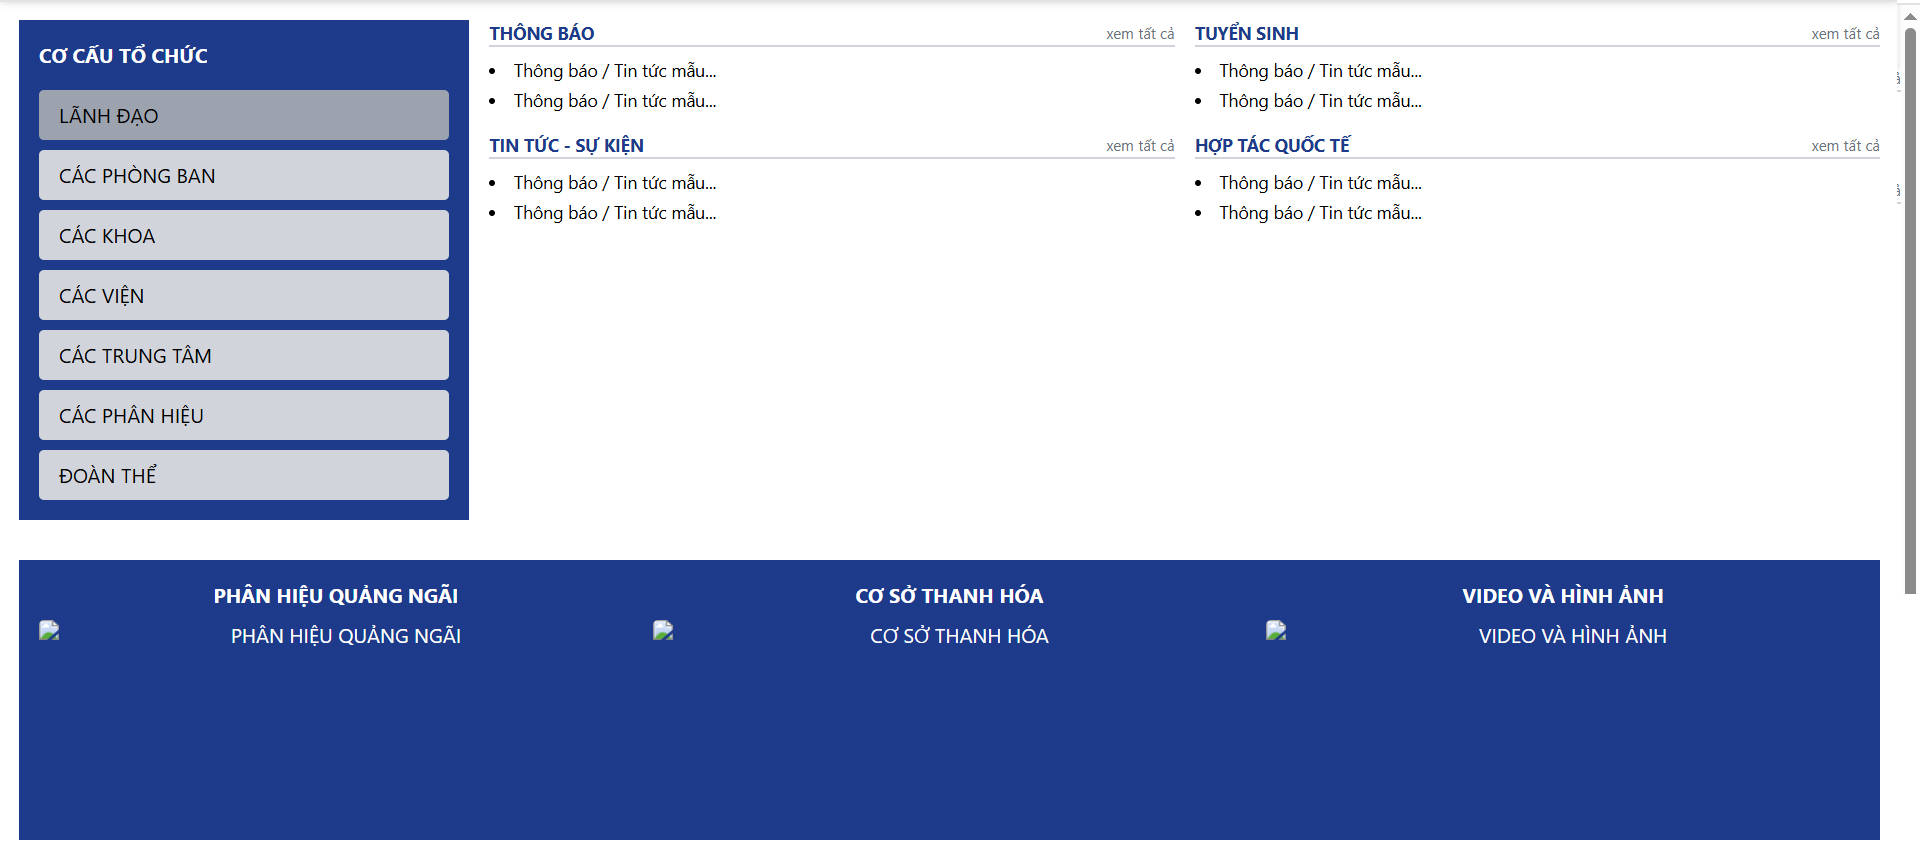 CƠ CẤU TỔ CHỨC
LÃNH ĐẠO
CÁC PHÒNG BAN
CÁC KHOA
CÁC VIỆN
CÁC TRUNG TÂM
CÁC PHÂN HIỆU
ĐOÀN THỂ
THÔNG BÁO xem tất cả
• Thông báo / Tin tức mẫu...
• Thông báo / Tin tức mẫu...
TUYỂN SINH xem tất cả
• Thông báo / Tin tức mẫu...
• Thông báo / Tin tức mẫu...
TIN TỨC - SỰ KIỆN xem tất cả
• Thông báo / Tin tức mẫu...
• Thông báo / Tin tức mẫu...
HỢP TÁC QUỐC TẾ xem tất cả
• Thông báo / Tin tức mẫu...
• Thông báo / Tin tức mẫu...
PHÂN HIỆU QUẢNG NGÃI
PHÂN HIỆU QUẢNG NGÃI
CƠ SỞ THANH HÓA
CƠ SỞ THANH HÓA
VIDEO VÀ HÌNH ẢNH
VIDEO VÀ HÌNH ẢNH